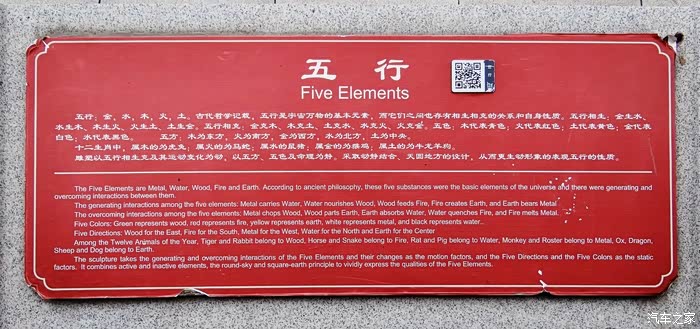 五 行
Five Elements
五行：金、水、木、火、土。古代哲学记载，五行是宇宙万物的基本元素，而它们之间也存有相生相克的关系和自身性质。五行相生：金生水、
水生木、木生火、火生土、土生金。五行相克：金克木、木克土、土克水、水克火、火克金。五色：木代表青色；火代表红色；土代表黄色；金代表
白色；水代表黑色。 五方：木为东方，火为南方，金为西方，水为北方，土为中央。
十二生肖中，属木的为虎兔；属火的为马蛇；属水的鼠猪；属金的为猴鸡；属土的为牛龙羊狗。
雕塑以五行相生克及其运动变化为动，以五方、五色及命理为静。采取动静结合、天圆地方的设计，从而更生动形象的表现五行的性质。
The Five Elements are Metal, Water, Wood, Fire and Earth. According to ancient philosophy, these five substances were the basic elements of the universe and there were generating and
overcoming interactions between them.
The generating interactions among the five elements: Metal carries Water, Water nourishes Wood, Wood feeds Fire, Fire creates Earth, and Earth bears Metal.
The overcoming interactions among the five elements: Metal chops Wood, Wood parts Earth, Earth absorbs Water, Water quenches Fire, and Fire melts Metal.
Five Colors: Green represents wood, red represents fire, yellow represents earth, white represents metal, and black represents water.
Five Directions: Wood for the East, Fire for the South, Metal for the West, Water for the North and Earth for the Center
Among the Twelve Animals of the Year, Tiger and Rabbit belong to Wood, Horse and Snake belong to Fire, Rat and Pig belong to Water, Monkey and Roster belong to Metal, Ox, Dragon,
Sheep and Dog belong to Earth.
The sculpture takes the generating and overcoming interactions of the Five Elements and their changes as the motion factors, and the Five Directions and the Five Colors as the static
factors. It combines active and inactive elements, the round-sky and square-earth principle to vividly express the qualities of the Five Elements.
汽车之家